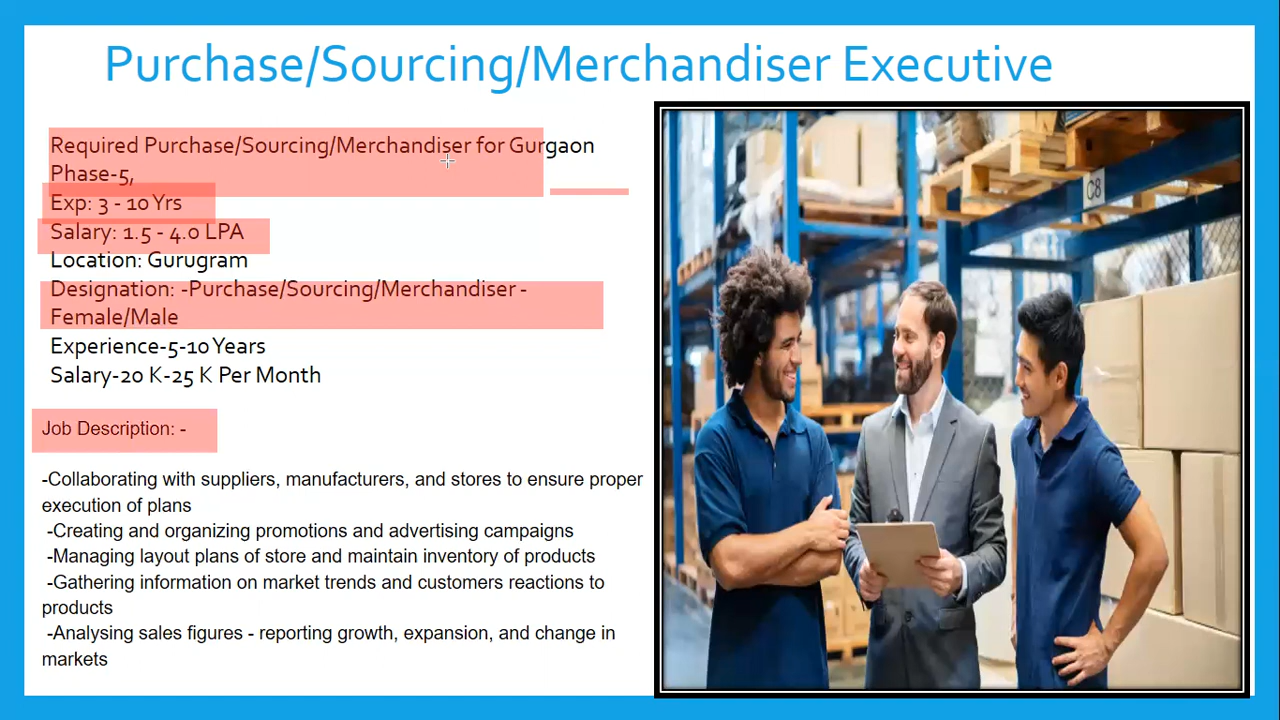 Purchase/Sourcing/Merchandiser Executive
Required Purchase/Sourcing/Merchandiser for Gurgaon
Phase-5,
Exp: 3 - 10 Yrs
Salary: 1.5 - 4.0 LPA
Location: Gurugram
Designation: -Purchase/Sourcing/Merchandiser -
Female/Male
Experience-5-10 Years
Salary-20 K-25 K Per Month
Job Description: -
-Collaborating with suppliers, manufacturers, and stores to ensure proper
execution of plans
-Creating and organizing promotions and advertising campaigns
-Managing layout plans of store and maintain inventory of products
-Gathering information on market trends and customers reactions to
products
-Analysing sales figures - reporting growth, expansion, and change in
markets
C8